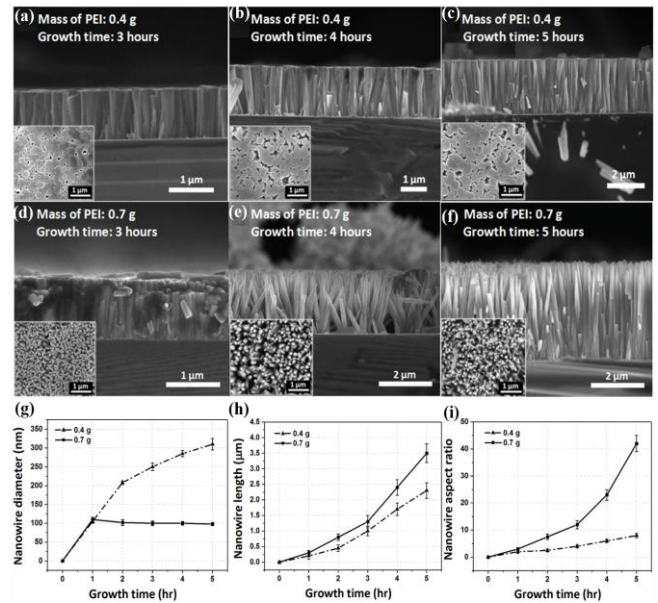 (a) Mass of PEI: 0.4 g
Growth time: 3 hours
1 μm
1 μm
(b) Mass of PEI: 0.4 g
Growth time: 4 hours
1 μm
1 μm
(c) Mass of PEI: 0.4 g
Growth time: 5 hours
1 μm
2 μm
(d) Mass of PEI: 0.7 g
Growth time: 3 hours
1 μm
1 μm
(e) Mass of PEI: 0.7 g
Growth time: 4 hours
1 μm
2 μm
(f) Mass of PEI: 0.7 g
Growth time: 5 hours
1 μm
2 μm
(g)
0.4 g
0.7 g
Nanowire diameter (nm)
350
300
250
200
150
100
50
0
0 1 2 3 4 5
Growth time (hr)
(h)
0.4 g
0.7 g
Nanowire length (μm)
4.5
4.0
3.5
3.0
2.5
2.0
1.5
1.0
0.5
0.0
0 1 2 3 4 5
Growth time (hr)
(i)
0.4 g
0.7 g
Nanowire aspect ratio
50
40
30
20
10
0
0 1 2 3 4 5
Growth time (hr)